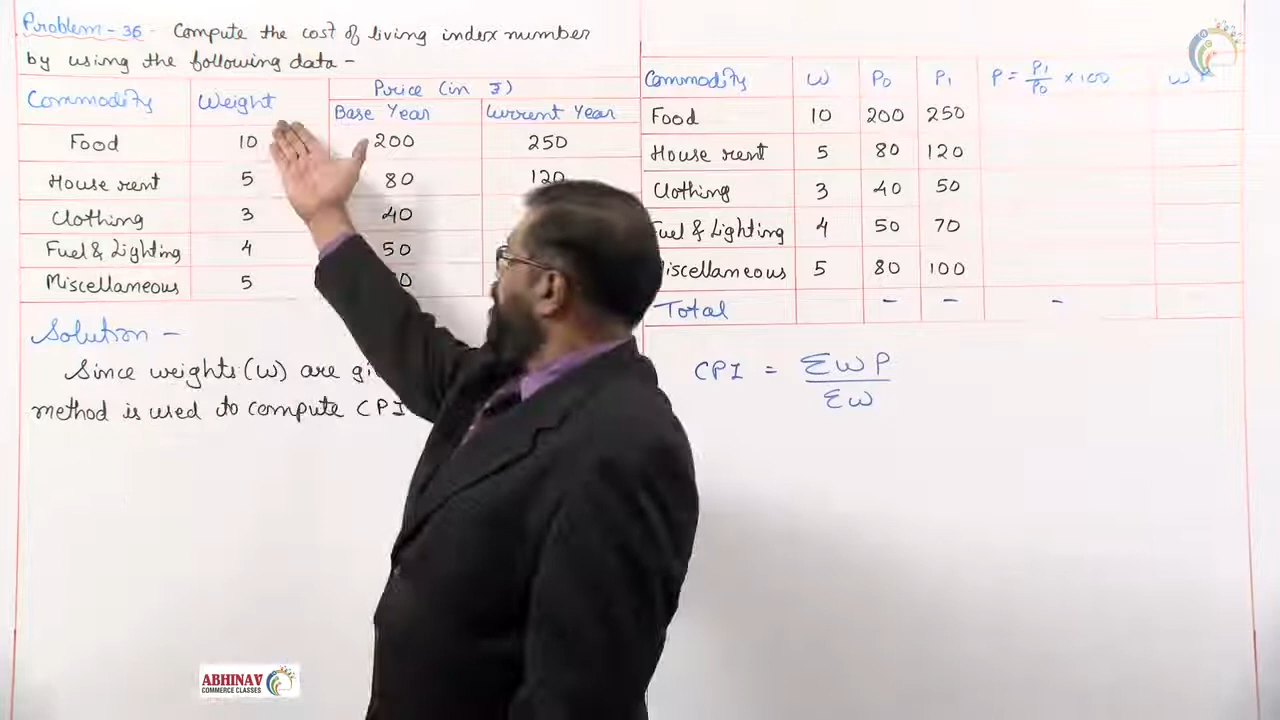 Problem - 36 - Compute the cost of living index number
by using the following data -
Commodity Weight Price (in ₹)
Base Year Current Year
Food 10 200 250
House rent 5 80 120
Clothing 3 40
Fuel & Lighting 4 50
Miscellaneous 5
Solution -
Since weights (W) are
method is used to compute CPI
Commodity W P0 P1 P = P1/P0 × 100 W
Food 10 200 250
House rent 5 80 120
Clothing 3 40 50
Fuel & Lighting 4 50 70
Miscellaneous 5 80 100
Total - - -
CPI = ΣWP/ΣW
ABHINAV
COMMERCE CLASSES